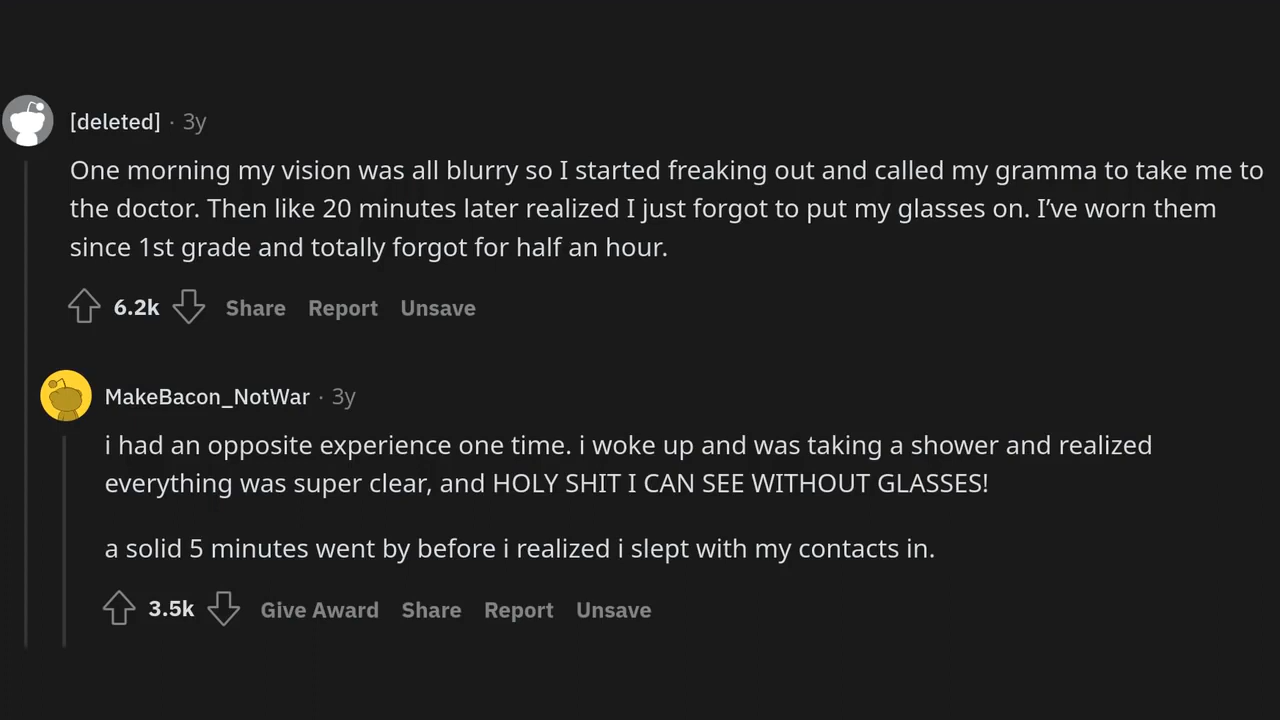 [deleted] · 3y
One morning my vision was all blurry so I started freaking out and called my gramma to take me to
the doctor. Then like 20 minutes later realized I just forgot to put my glasses on. I’ve worn them
since 1st grade and totally forgot for half an hour.
6.2k Share Report Unsave
MakeBacon_NotWar · 3y
i had an opposite experience one time. i woke up and was taking a shower and realized
everything was super clear, and HOLY SHIT I CAN SEE WITHOUT GLASSES!
a solid 5 minutes went by before i realized i slept with my contacts in.
3.5k Give Award Share Report Unsave